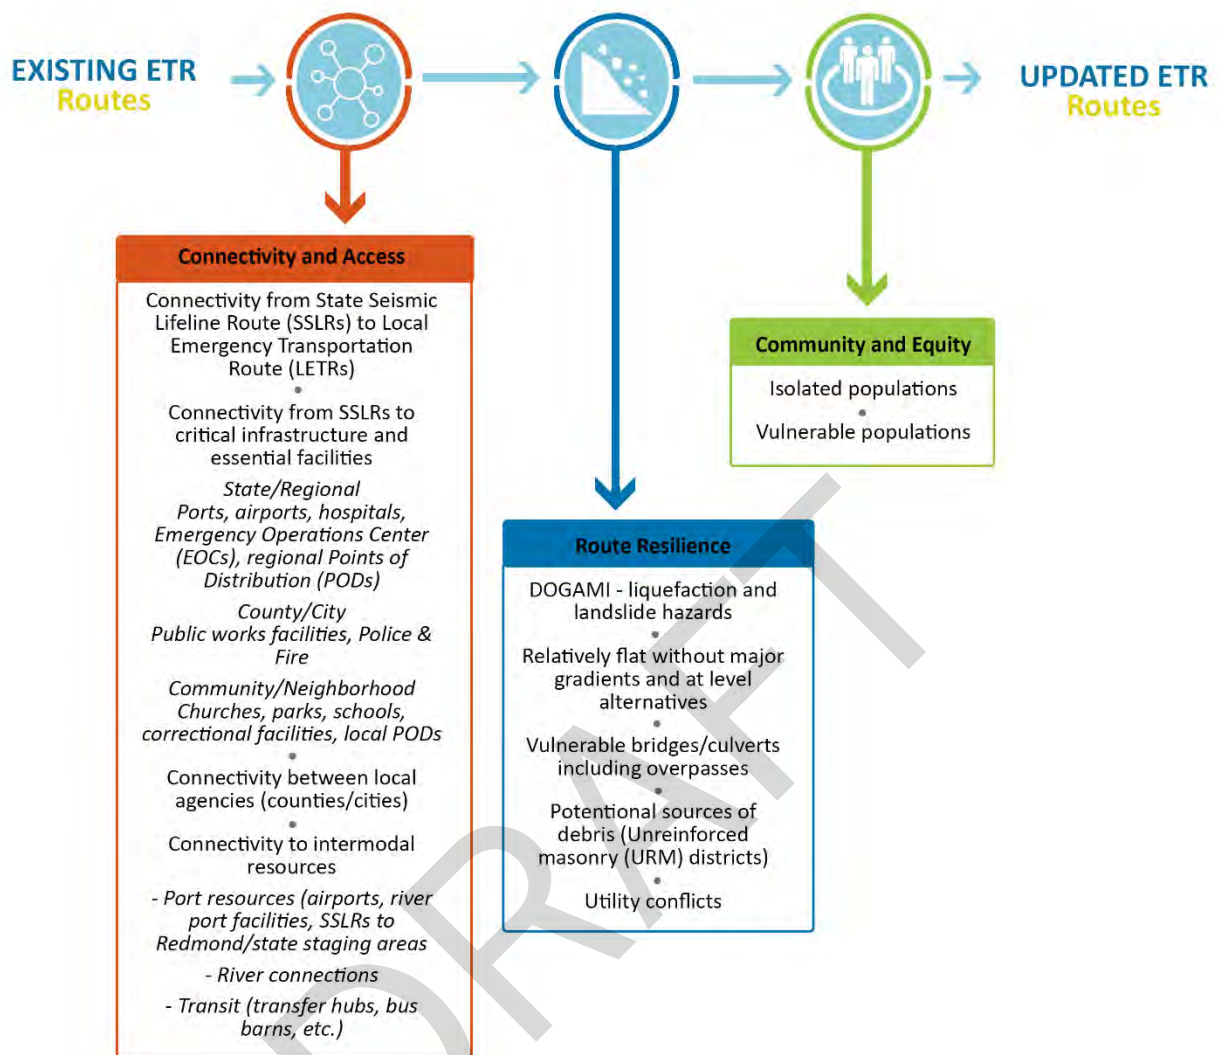 EXISTING ETR
Routes
UPDATED ETR
Routes
Connectivity and Access
Connectivity from State Seismic
Lifeline Route (SSLRs) to Local
Emergency Transportation
Route (LETRs)
Connectivity from SSLRs to
critical infrastructure and
essential facilities
State/Regional
Ports, airports, hospitals,
Emergency Operations Center
(EOCs), regional Points of
Distribution (PODs)
County/City
Public works facilities, Police &
Fire
Community/Neighborhood
Churches, parks, schools,
correctional facilities, local PODs
Connectivity between local
agencies (counties/cities)
Connectivity to intermodal
resources
- Port resources (airports, river
port facilities, SSLRs to
Redmond/state staging areas
- River connections
- Transit (transfer hubs, bus
barns, etc.)
Route Resilience
DOGAMI - liquefaction and
landslide hazards
Relatively flat without major
gradients and at level
alternatives
Vulnerable bridges/culverts
including overpasses
Potential sources of
debris (Unreinforced
masonry (URM) districts)
Utility conflicts
Community and Equity
Isolated populations
Vulnerable populations
DRAFT